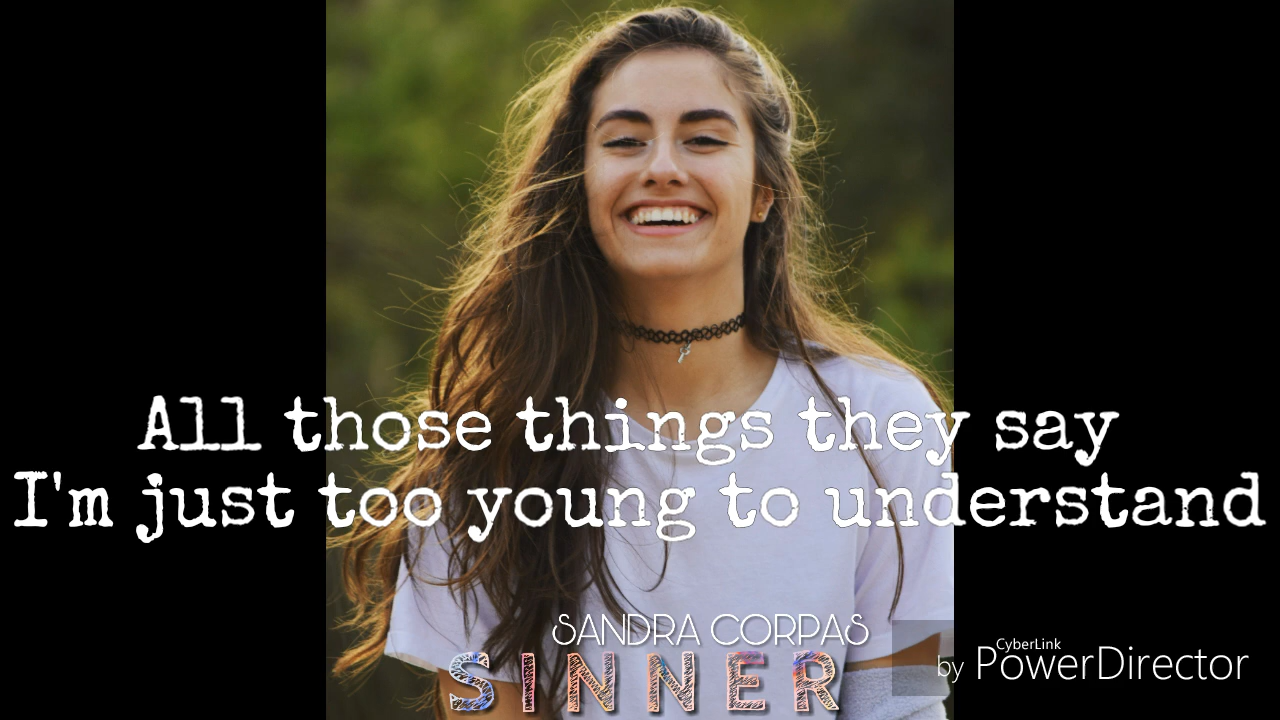 All those things they say
I'm just too young to understand
SANDRA CORPAS
SINNER
CyberLink
by PowerDirector